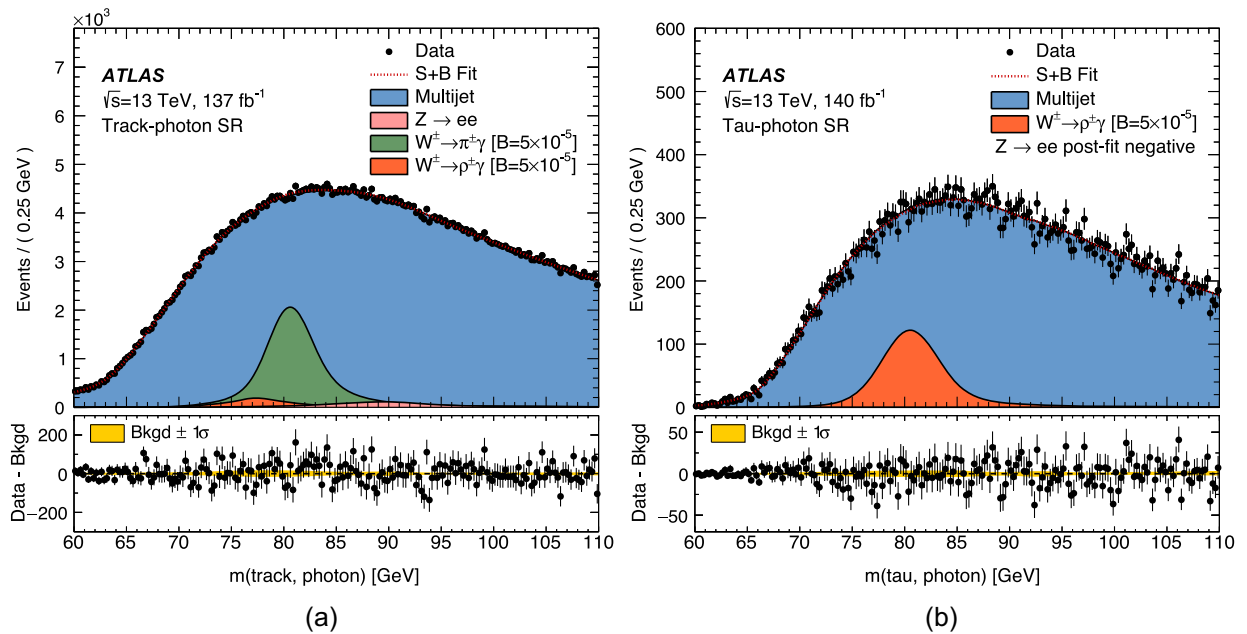 ×10³
7
6
5
4
3
2
1
0
Events / ( 0.25 GeV )
ATLAS
√s=13 TeV, 137 fb⁻¹
Track-photon SR
Data
S+B Fit
Multijet
Z → ee
W±→π±γ [B=5×10⁻⁵]
W±→ρ±γ [B=5×10⁻⁵]
200
0
−200
Data - Bkgd
Bkgd ± 1σ
60 65 70 75 80 85 90 95 100 105 110
m(track, photon) [GeV]
(a)
600
500
400
300
200
100
0
Events / ( 0.25 GeV )
ATLAS
√s=13 TeV, 140 fb⁻¹
Tau-photon SR
Data
S+B Fit
Multijet
W±→ρ±γ [B=5×10⁻⁵]
Z → ee post-fit negative
50
0
−50
Data - Bkgd
Bkgd ± 1σ
60 65 70 75 80 85 90 95 100 105 110
m(tau, photon) [GeV]
(b)